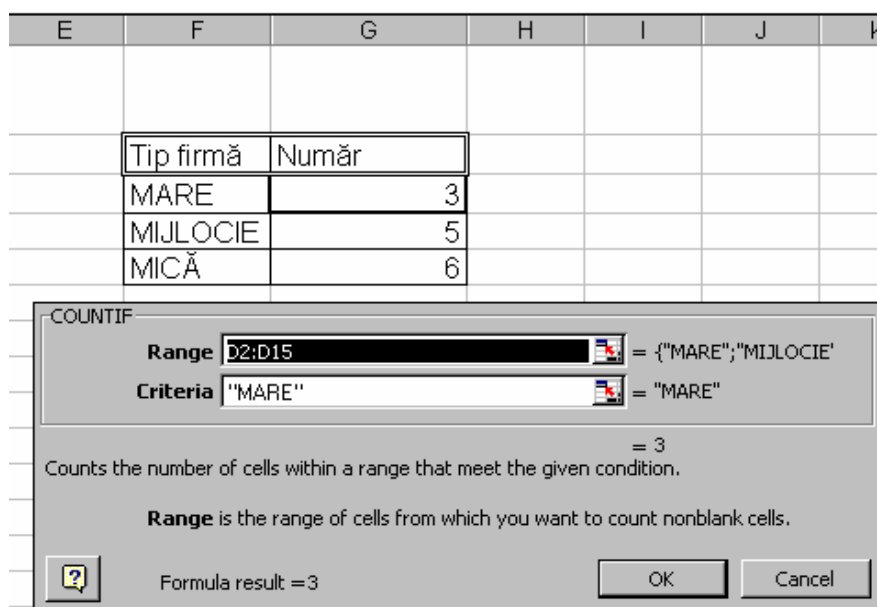 E F G H I J
Tip firmă Număr
MARE 3
MIJLOCIE 5
MICĂ 6
COUNTIF
Range D2:D15 = {"MARE";"MIJLOCIE'
Criteria "MARE" = "MARE"
= 3
Counts the number of cells within a range that meet the given condition.
Range is the range of cells from which you want to count nonblank cells.
? Formula result =3 OK Cancel